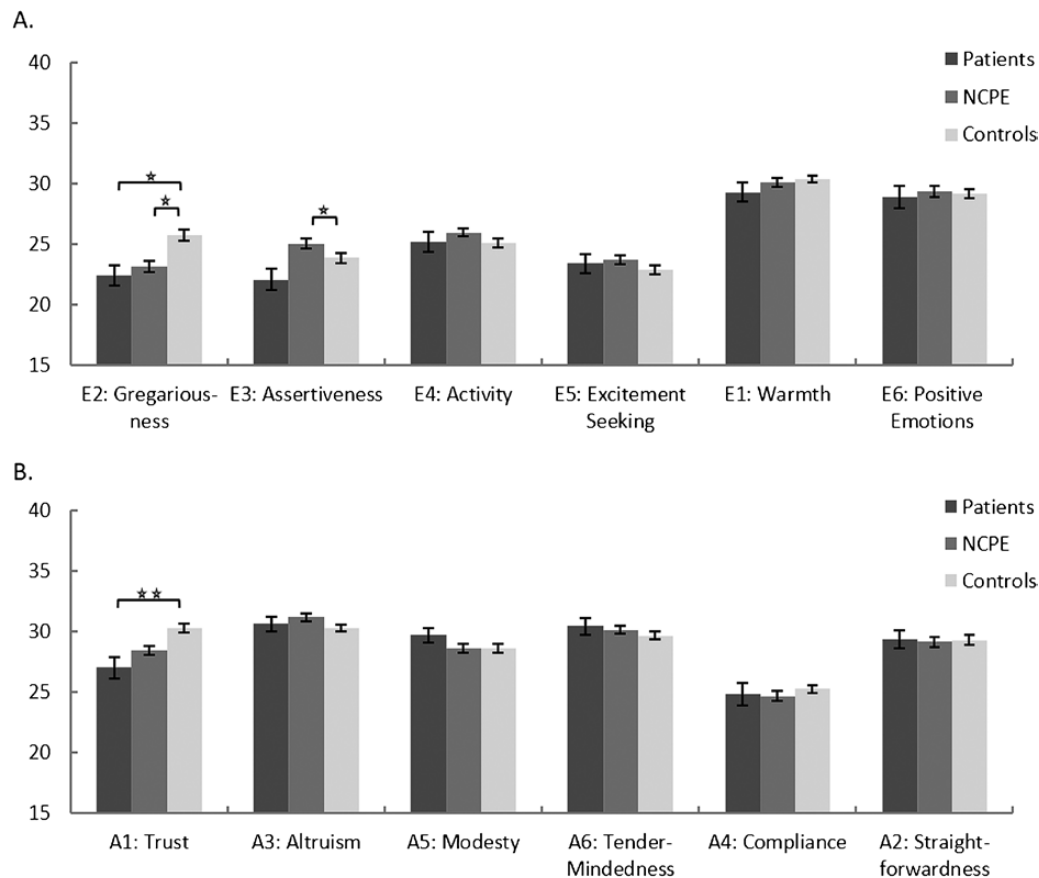 A.
40
35
30
25
20
15
Patients
NCPE
Controls
E2: Gregarious-
ness
E3: Assertiveness
E4: Activity
E5: Excitement
Seeking
E1: Warmth
E6: Positive
Emotions
B.
40
35
30
25
20
15
Patients
NCPE
Controls
A1: Trust
A3: Altruism
A5: Modesty
A6: Tender-
Mindedness
A4: Compliance
A2: Straight-
forwardness